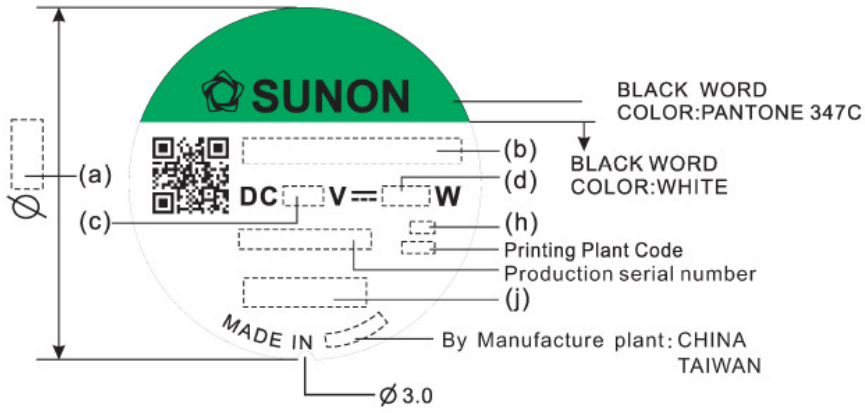 SUNON
BLACK WORD
COLOR:PANTONE 347C
(a)
(b)
BLACK WORD
COLOR:WHITE
DC V W
(d)
(c)
(h)
Printing Plant Code
Production serial number
(j)
MADE IN
By Manufacture plant: CHINA
TAIWAN
Ø
Ø 3.0